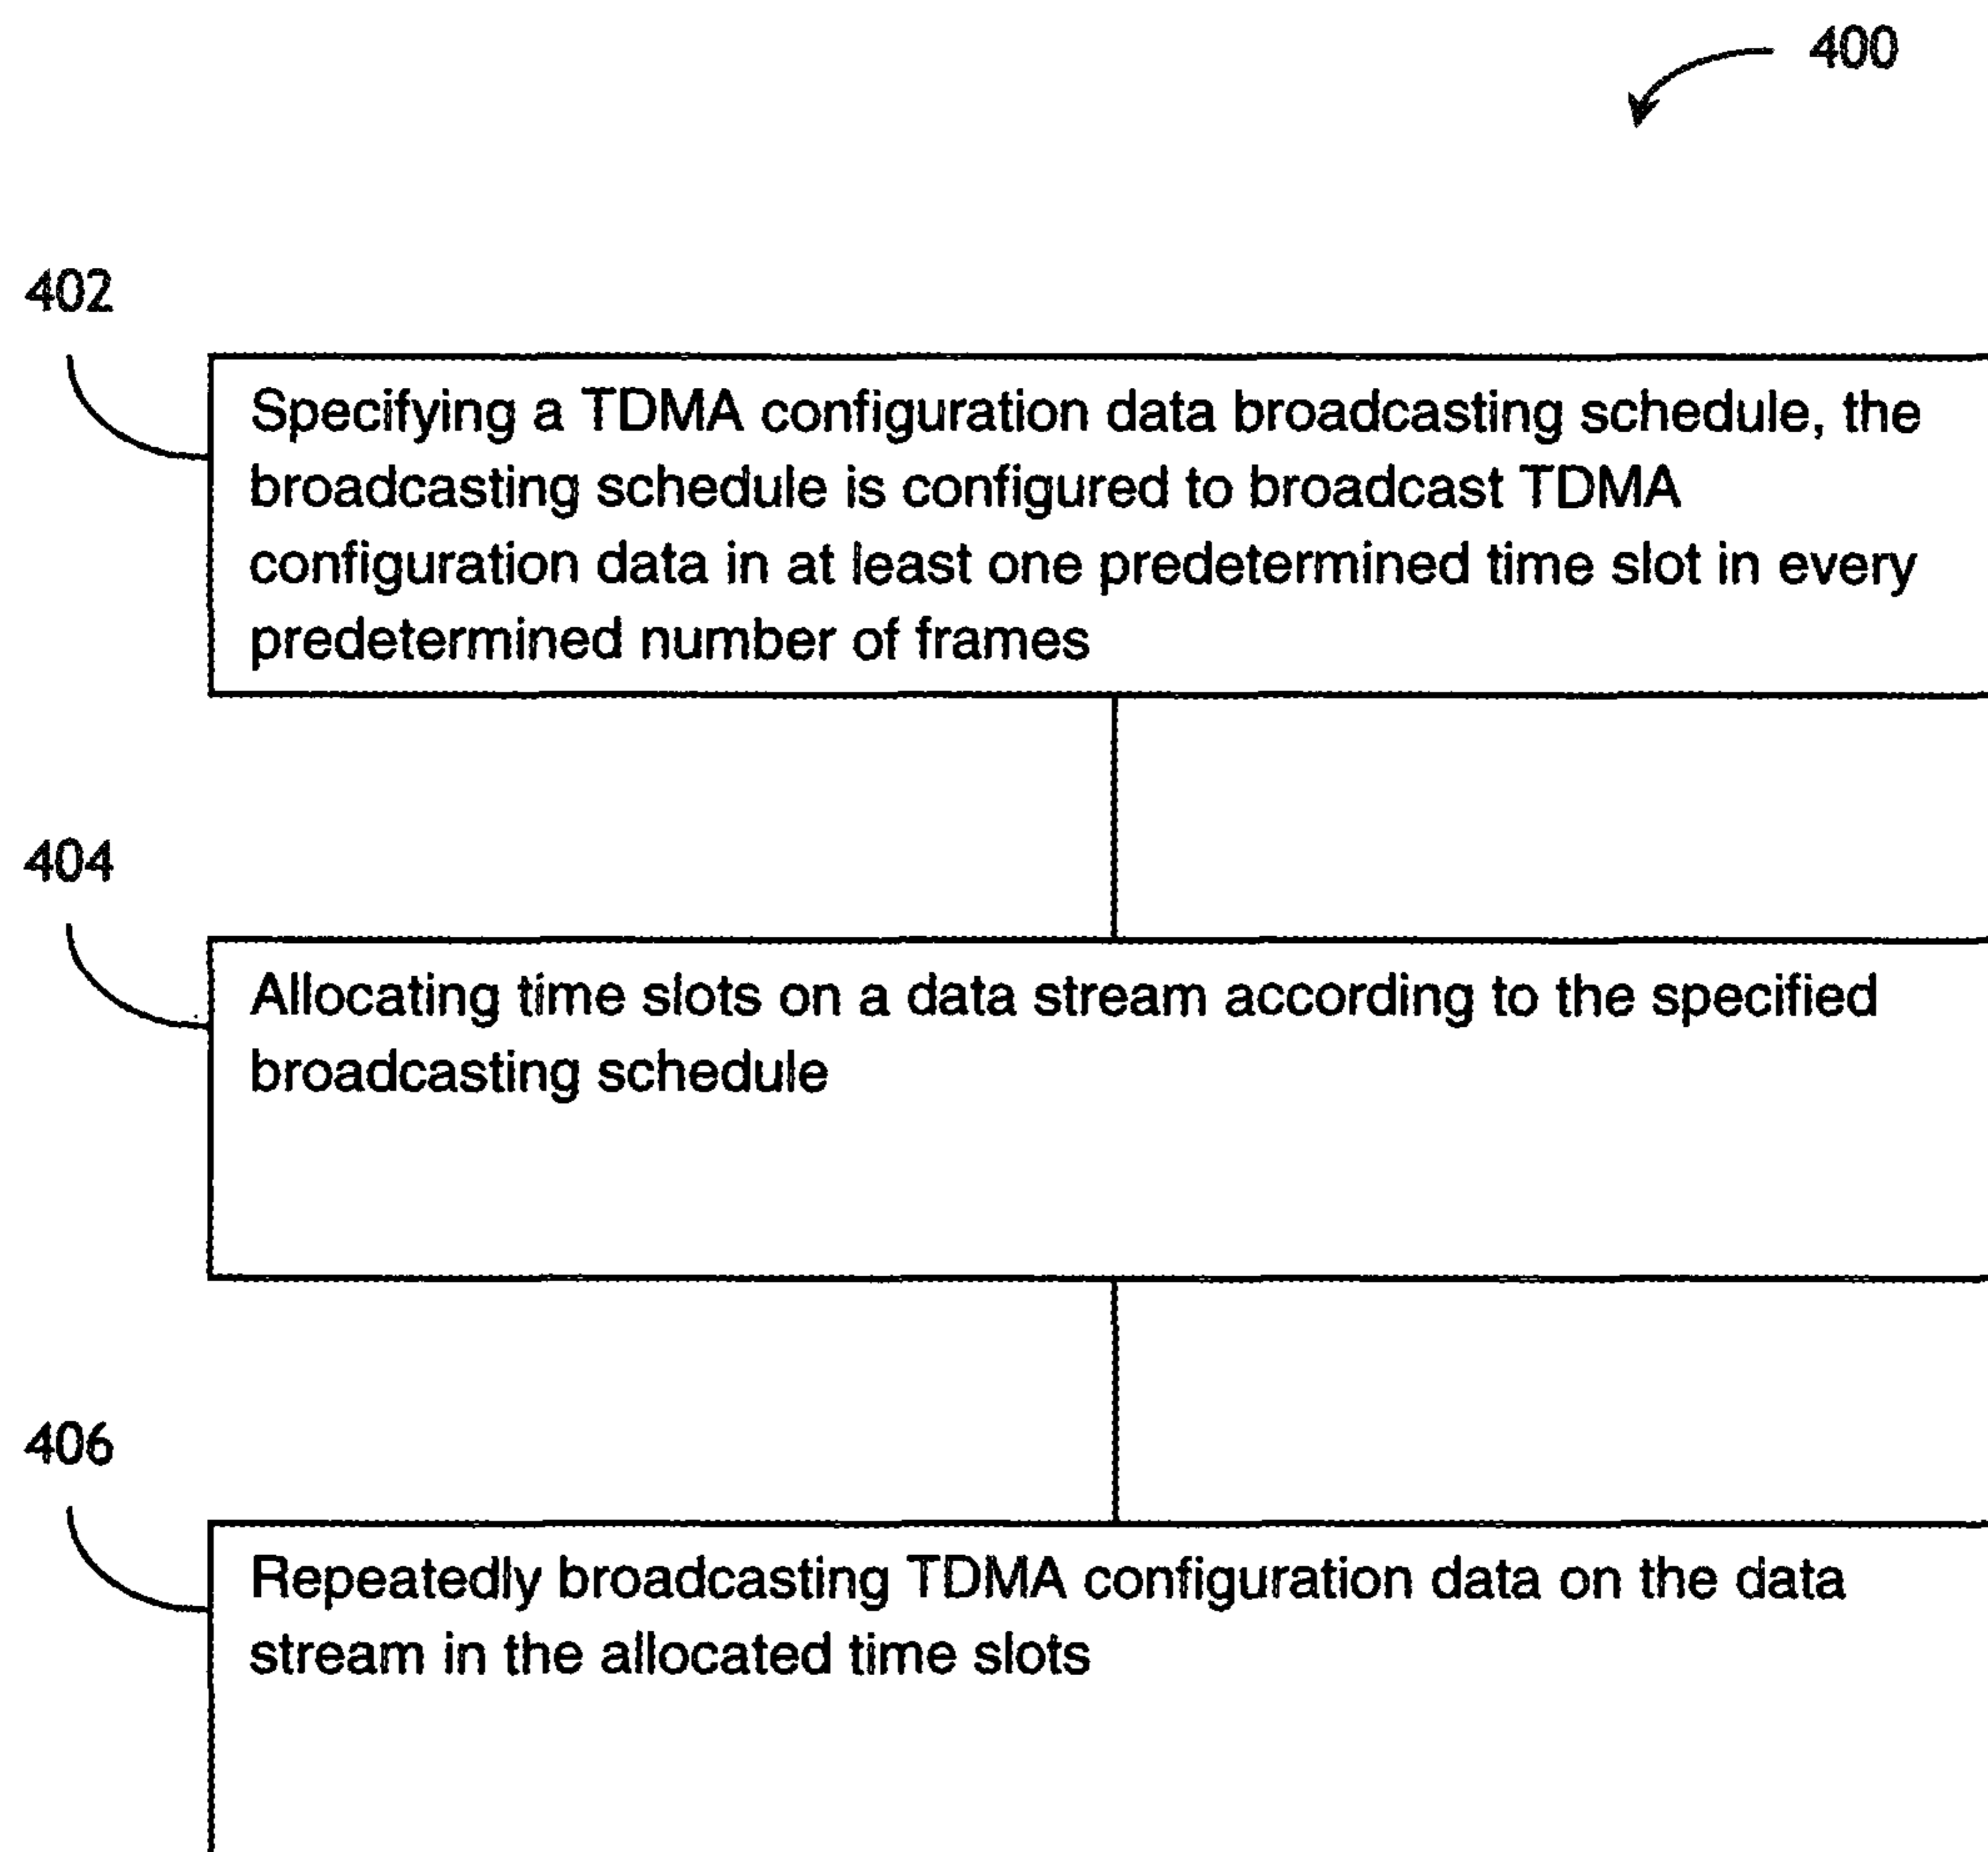 400
402
Specifying a TDMA configuration data broadcasting schedule, the
broadcasting schedule is configured to broadcast TDMA
configuration data in at least one predetermined time slot in every
predetermined number of frames
404
Allocating time slots on a data stream according to the specified
broadcasting schedule
406
Repeatedly broadcasting TDMA configuration data on the data
stream in the allocated time slots